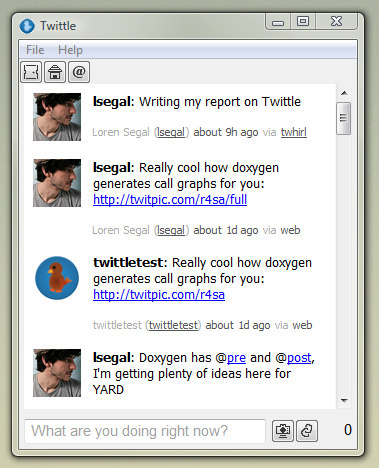 Twittle
File Help
@
lsegal: Writing my report on Twittle
Loren Segal (lsegal) about 9h ago via twhirl
lsegal: Really cool how doxygen
generates call graphs for you:
http://twitpic.com/r4sa/full
Loren Segal (lsegal) about 1d ago via web
twittletest: Really cool how doxygen
generates call graphs for you:
http://twitpic.com/r4sa
twittletest (twittletest) about 1d ago via web
lsegal: Doxygen has @pre and @post,
I'm getting plenty of ideas here for
YARD
What are you doing right now?
0